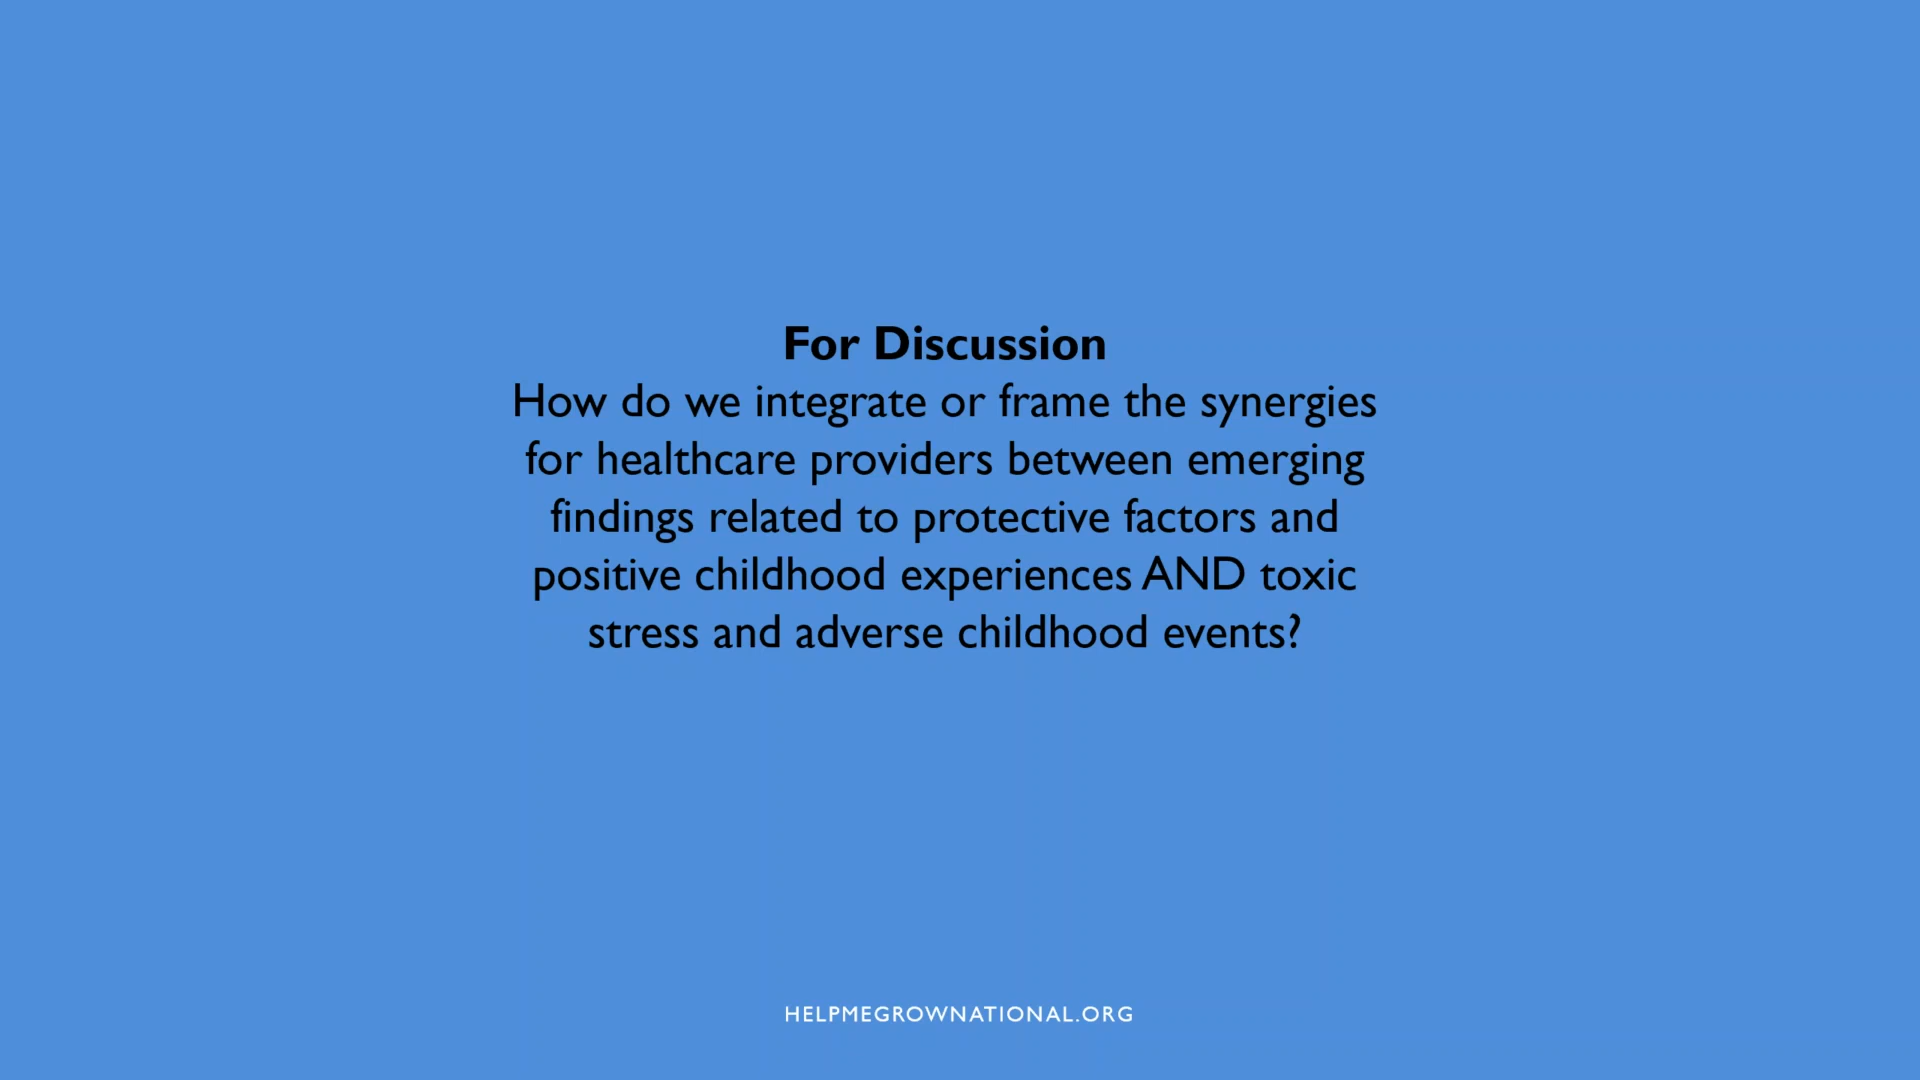 For Discussion
How do we integrate or frame the synergies
for healthcare providers between emerging
findings related to protective factors and
positive childhood experiences AND toxic
stress and adverse childhood events?
HELPMEGROWNATIONAL.ORG